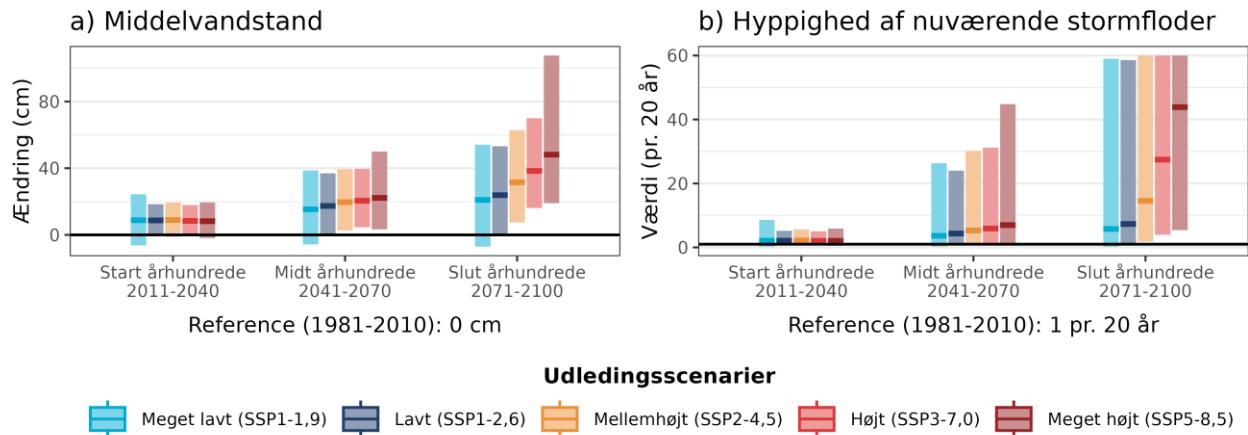 a) Middelvandstand
Ændring (cm)
80
40
0
Start århundrede
2011-2040
Midt århundrede
2041-2070
Slut århundrede
2071-2100
Reference (1981-2010): 0 cm
b) Hyppighed af nuværende stormfloder
Værdi (pr. 20 år)
60
40
20
0
Start århundrede
2011-2040
Midt århundrede
2041-2070
Slut århundrede
2071-2100
Reference (1981-2010): 1 pr. 20 år
Udledingsscenarier
Meget lavt (SSP1-1,9)
Lavt (SSP1-2,6)
Mellemhøjt (SSP2-4,5)
Højt (SSP3-7,0)
Meget højt (SSP5-8,5)